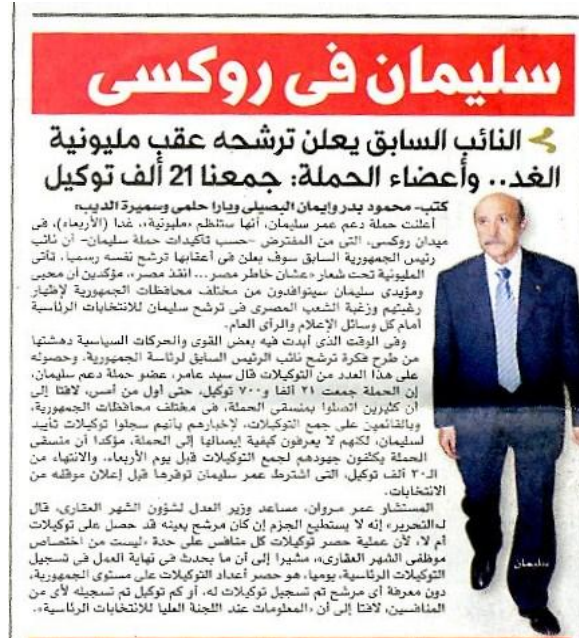 سليمان فى روكسى
النائب السابق يعلن ترشحه عقب مليونية
الغد.. وأعضاء الحملة: جمعنا 21 ألف توكيل
كتب- محمود بدر وإيمان البصيلى ويارا حلمى وسميرة الديب:
أعلنت حملة دعم عمر سليمان، أنها ستنظم «مليونية»، غدا (الأربعاء)، فى
ميدان روكسى، التى من المفترض -حسب تأكيدات حملة سليمان- أن نائب
رئيس الجمهورية السابق سوف يعلن فى أعقابها ترشح نفسه رسميا. تأتى
المليونية تحت شعار «عشان خاطر مصر... انقذ مصر»، مؤكدين أن محبى
ومؤيدى سليمان سيتوافدون من مختلف محافظات الجمهورية لإظهار
رغبتهم ورغبة الشعب المصرى فى ترشح سليمان للانتخابات الرئاسية
أمام كل وسائل الإعلام والرأى العام.
وفى الوقت الذى أبدت فيه بعض القوى والحركات السياسية دهشتها
من طرح فكرة ترشح نائب الرئيس السابق لرئاسة الجمهورية، وحصوله
على هذا العدد من التوكيلات قال سيد عامر، عضو حملة دعم سليمان،
إن الحملة جمعت ٢١ ألفا و٧٠٠ توكيل، حتى أول من أمس، لافتا إلى
أن كثيرين اتصلوا بمنسقى الحملة، فى مختلف محافظات الجمهورية،
وبالقائمين على جمع التوكيلات، لإخبارهم بأنهم سجلوا توكيلات تأييد
لسليمان، لكنهم لا يعرفون كيفية إيصالها إلى الحملة، مؤكدا أن منسقى
الحملة يكثفون جهودهم لجمع التوكيلات قبل يوم الأربعاء، والانتهاء من
الـ٣٠ ألف توكيل، التى اشترط عمر سليمان توفرها قبل إعلان موقفه من
الانتخابات.
المستشار عمر مروان، مساعد وزير العدل لشؤون الشهر العقارى، قال
لـ«التحرير» إنه لا يستطيع الجزم إن كان مرشح بعينه قد حصل على توكيلات
أم لا، لأن عملية حصر توكيلات كل منافس على حدة «ليست من اختصاص
موظفى الشهر العقارى»، مشيرا إلى أن ما يحدث فى نهاية العمل فى تسجيل
التوكيلات الرئاسية، يوميا، هو حصر أعداد التوكيلات على مستوى الجمهورية،
دون معرفة أى مرشح تم تسجيل توكيلات له، أو كم توكيل تم تسجيله لأى من
المنافسين، لافتا إلى أن «المعلومات عند اللجنة العليا للانتخابات الرئاسية».
سليمان